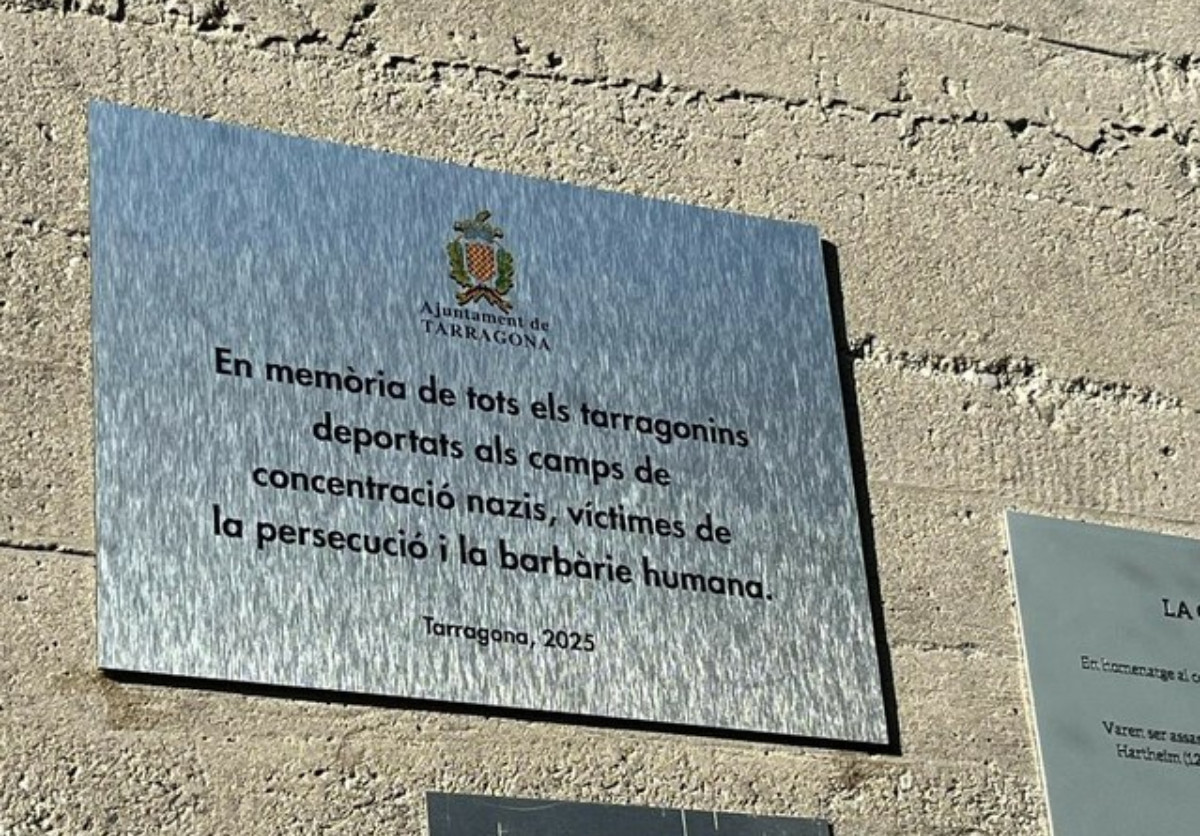 Ajuntament de
TARRAGONA
En memòria de tots els tarragonins
deportats als camps de
concentració nazis, víctimes de
la persecució i la barbàrie humana.
Tarragona, 2025
LA
En homenatge al
Varen ser
Hartheim (12